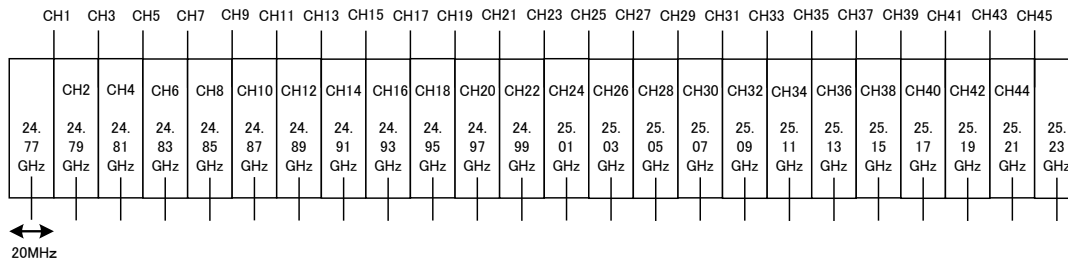 CH1 CH3 CH5 CH7 CH9 CH11 CH13 CH15 CH17 CH19 CH21 CH23 CH25 CH27 CH29 CH31 CH33 CH35 CH37 CH39 CH41 CH43 CH45
CH2 CH4 CH6 CH8 CH10 CH12 CH14 CH16 CH18 CH20 CH22 CH24 CH26 CH28 CH30 CH32 CH34 CH36 CH38 CH40 CH42 CH44
24. 24. 24. 24. 24. 24. 24. 24. 24. 24. 24. 24. 25. 25. 25. 25. 25. 25. 25. 25. 25. 25. 25. 25.
77 79 81 83 85 87 89 91 93 95 97 99 01 03 05 07 09 11 13 15 17 19 21 23
GHz GHz GHz GHz GHz GHz GHz GHz GHz GHz GHz GHz GHz GHz GHz GHz GHz GHz GHz GHz GHz GHz GHz GHz
20MHz